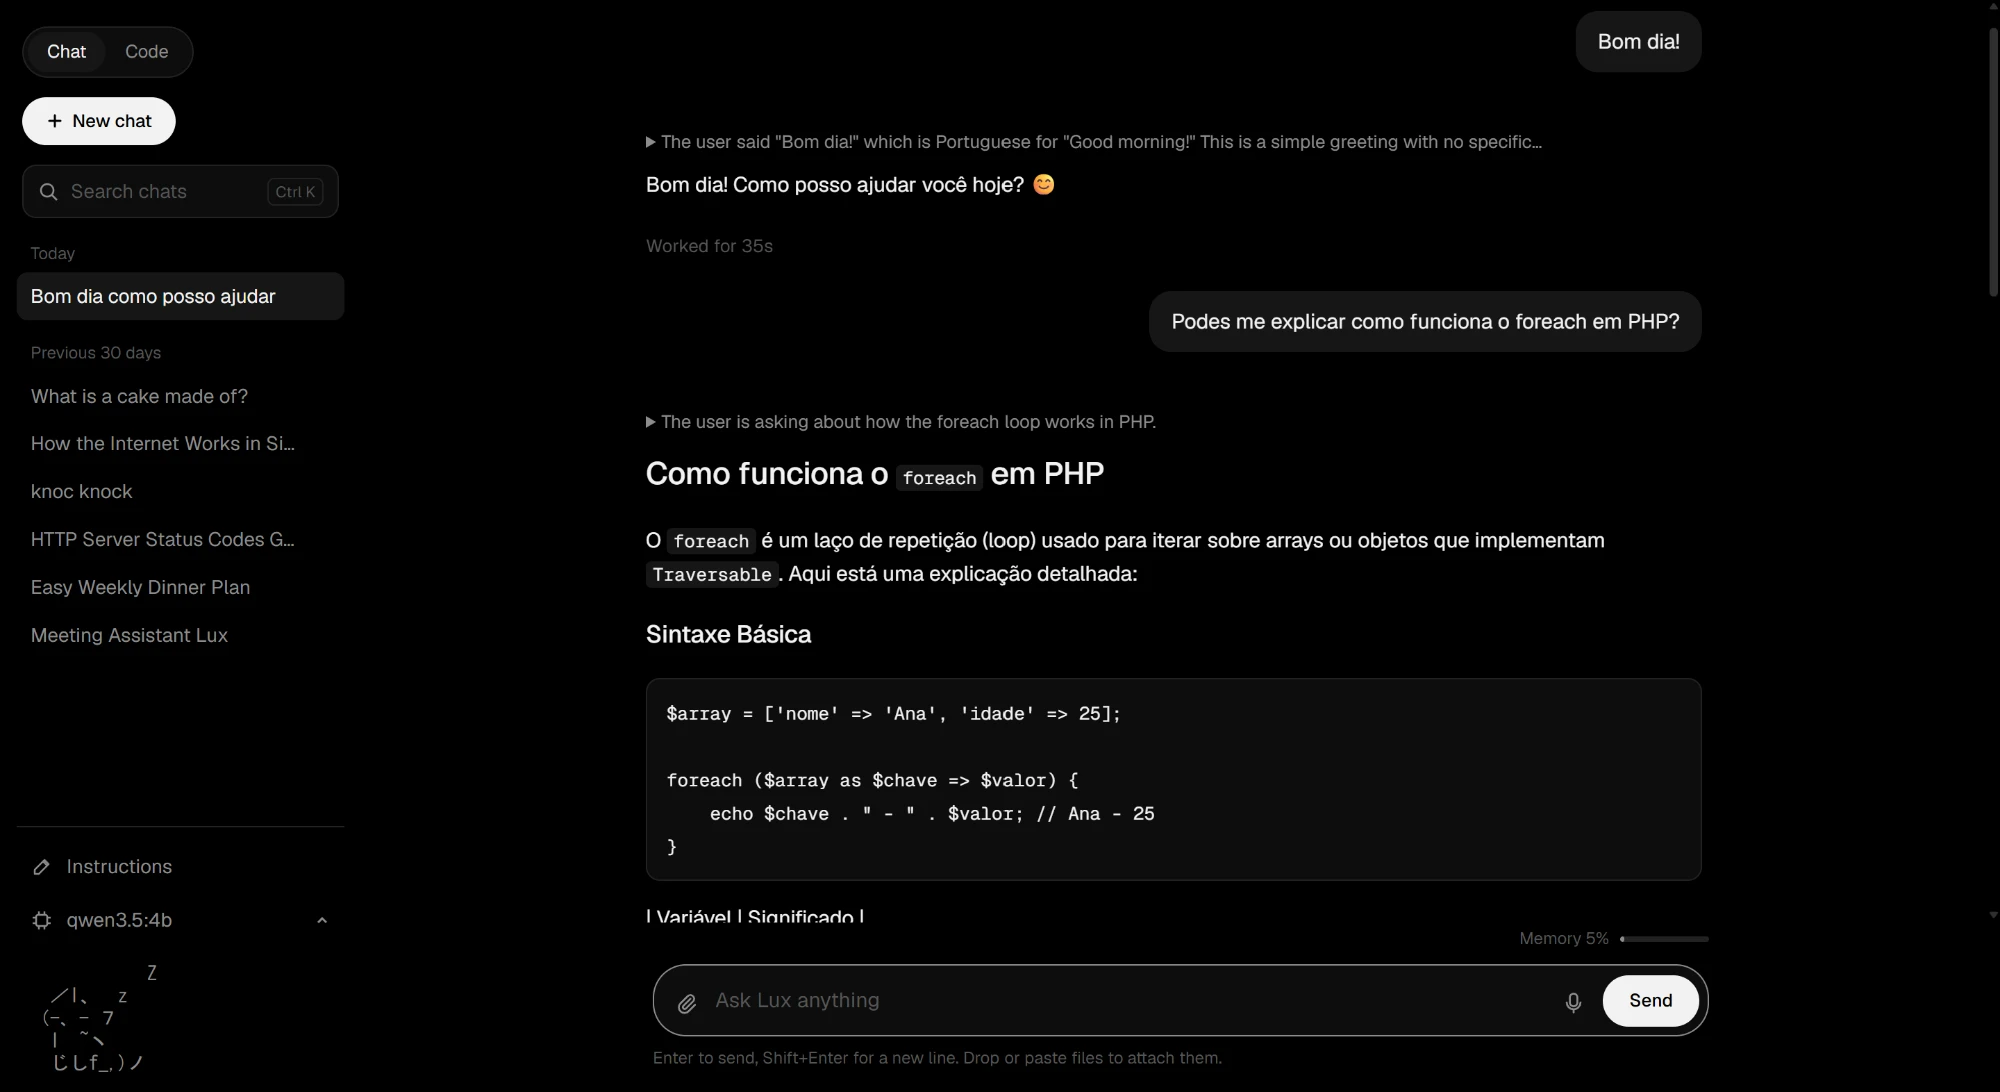 Chat
Code
+ New chat
Search chats
Ctrl K
Today
Bom dia como posso ajudar
Previous 30 days
What is a cake made of?
How the Internet Works in Si...
knoc knock
HTTP Server Status Codes G...
Easy Weekly Dinner Plan
Meeting Assistant Lux
Instructions
qwen3.5:4b
Z
／l、 z
(-、 - 7
l ~ヽ
じしf_,)ノ
Bom dia!
The user said "Bom dia!" which is Portuguese for "Good morning!" This is a simple greeting with no specific...
Bom dia! Como posso ajudar você hoje? 😊
Worked for 35s
Podes me explicar como funciona o foreach em PHP?
The user is asking about how the foreach loop works in PHP.
Como funciona o foreach em PHP
O foreach é um laço de repetição (loop) usado para iterar sobre arrays ou objetos que implementam
Traversable. Aqui está uma explicação detalhada:
Sintaxe Básica
$array = ['nome' => 'Ana', 'idade' => 25];
foreach ($array as $chave => $valor) {
    echo $chave . " - " . $valor; // Ana - 25
}
| Variável | Significado |
Memory 5%
Ask Lux anything
Send
Enter to send, Shift+Enter for a new line. Drop or paste files to attach them.